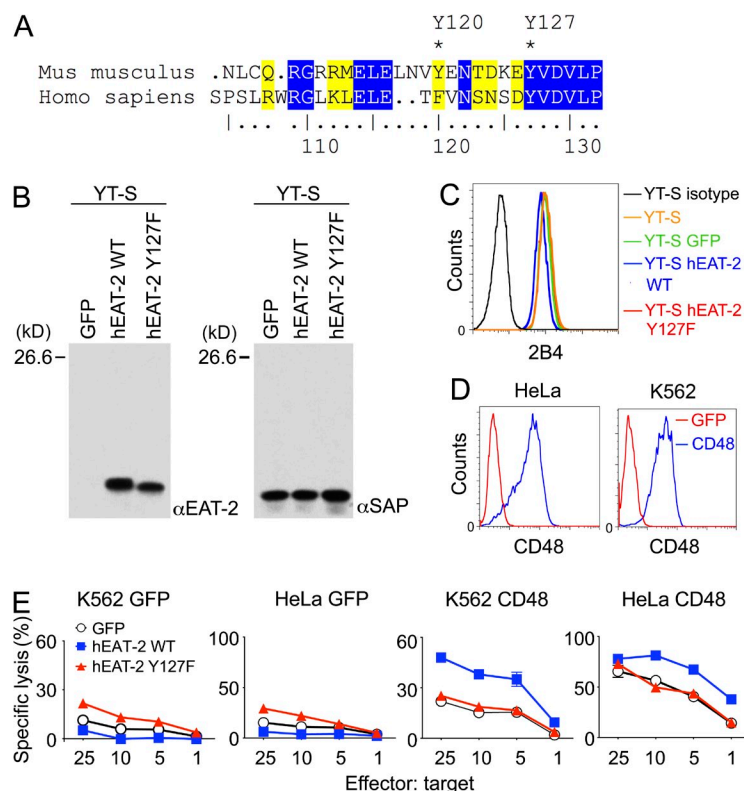 A
Y120 Y127
* *
Mus musculus .NLCQ.RGRRMELELNVYENTDKEYVDVLP
Homo sapiens SPSLRWRGLKLELE..TFVNSNSDYVDVLP
|....|....|....|....|....|....
110 120 130
B
YT-S YT-S
GFP hEAT-2 WT hEAT-2 Y127F GFP hEAT-2 WT hEAT-2 Y127F
(kD) (kD)
26.6 26.6
αEAT-2 αSAP
C
Counts
0
2B4
YT-S isotype
YT-S
YT-S GFP
YT-S hEAT-2
WT
YT-S hEAT-2
Y127F
D
HeLa K562
Counts
0 0
GFP
CD48
CD48 CD48
E
K562 GFP HeLa GFP K562 CD48 HeLa CD48
Specific lysis (%)
60 100 60 100
30 50 30 50
0 0 0 0
GFP
hEAT-2 WT
hEAT-2 Y127F
25 10 5 1 25 10 5 1 25 10 5 1 25 10 5 1
Effector: target